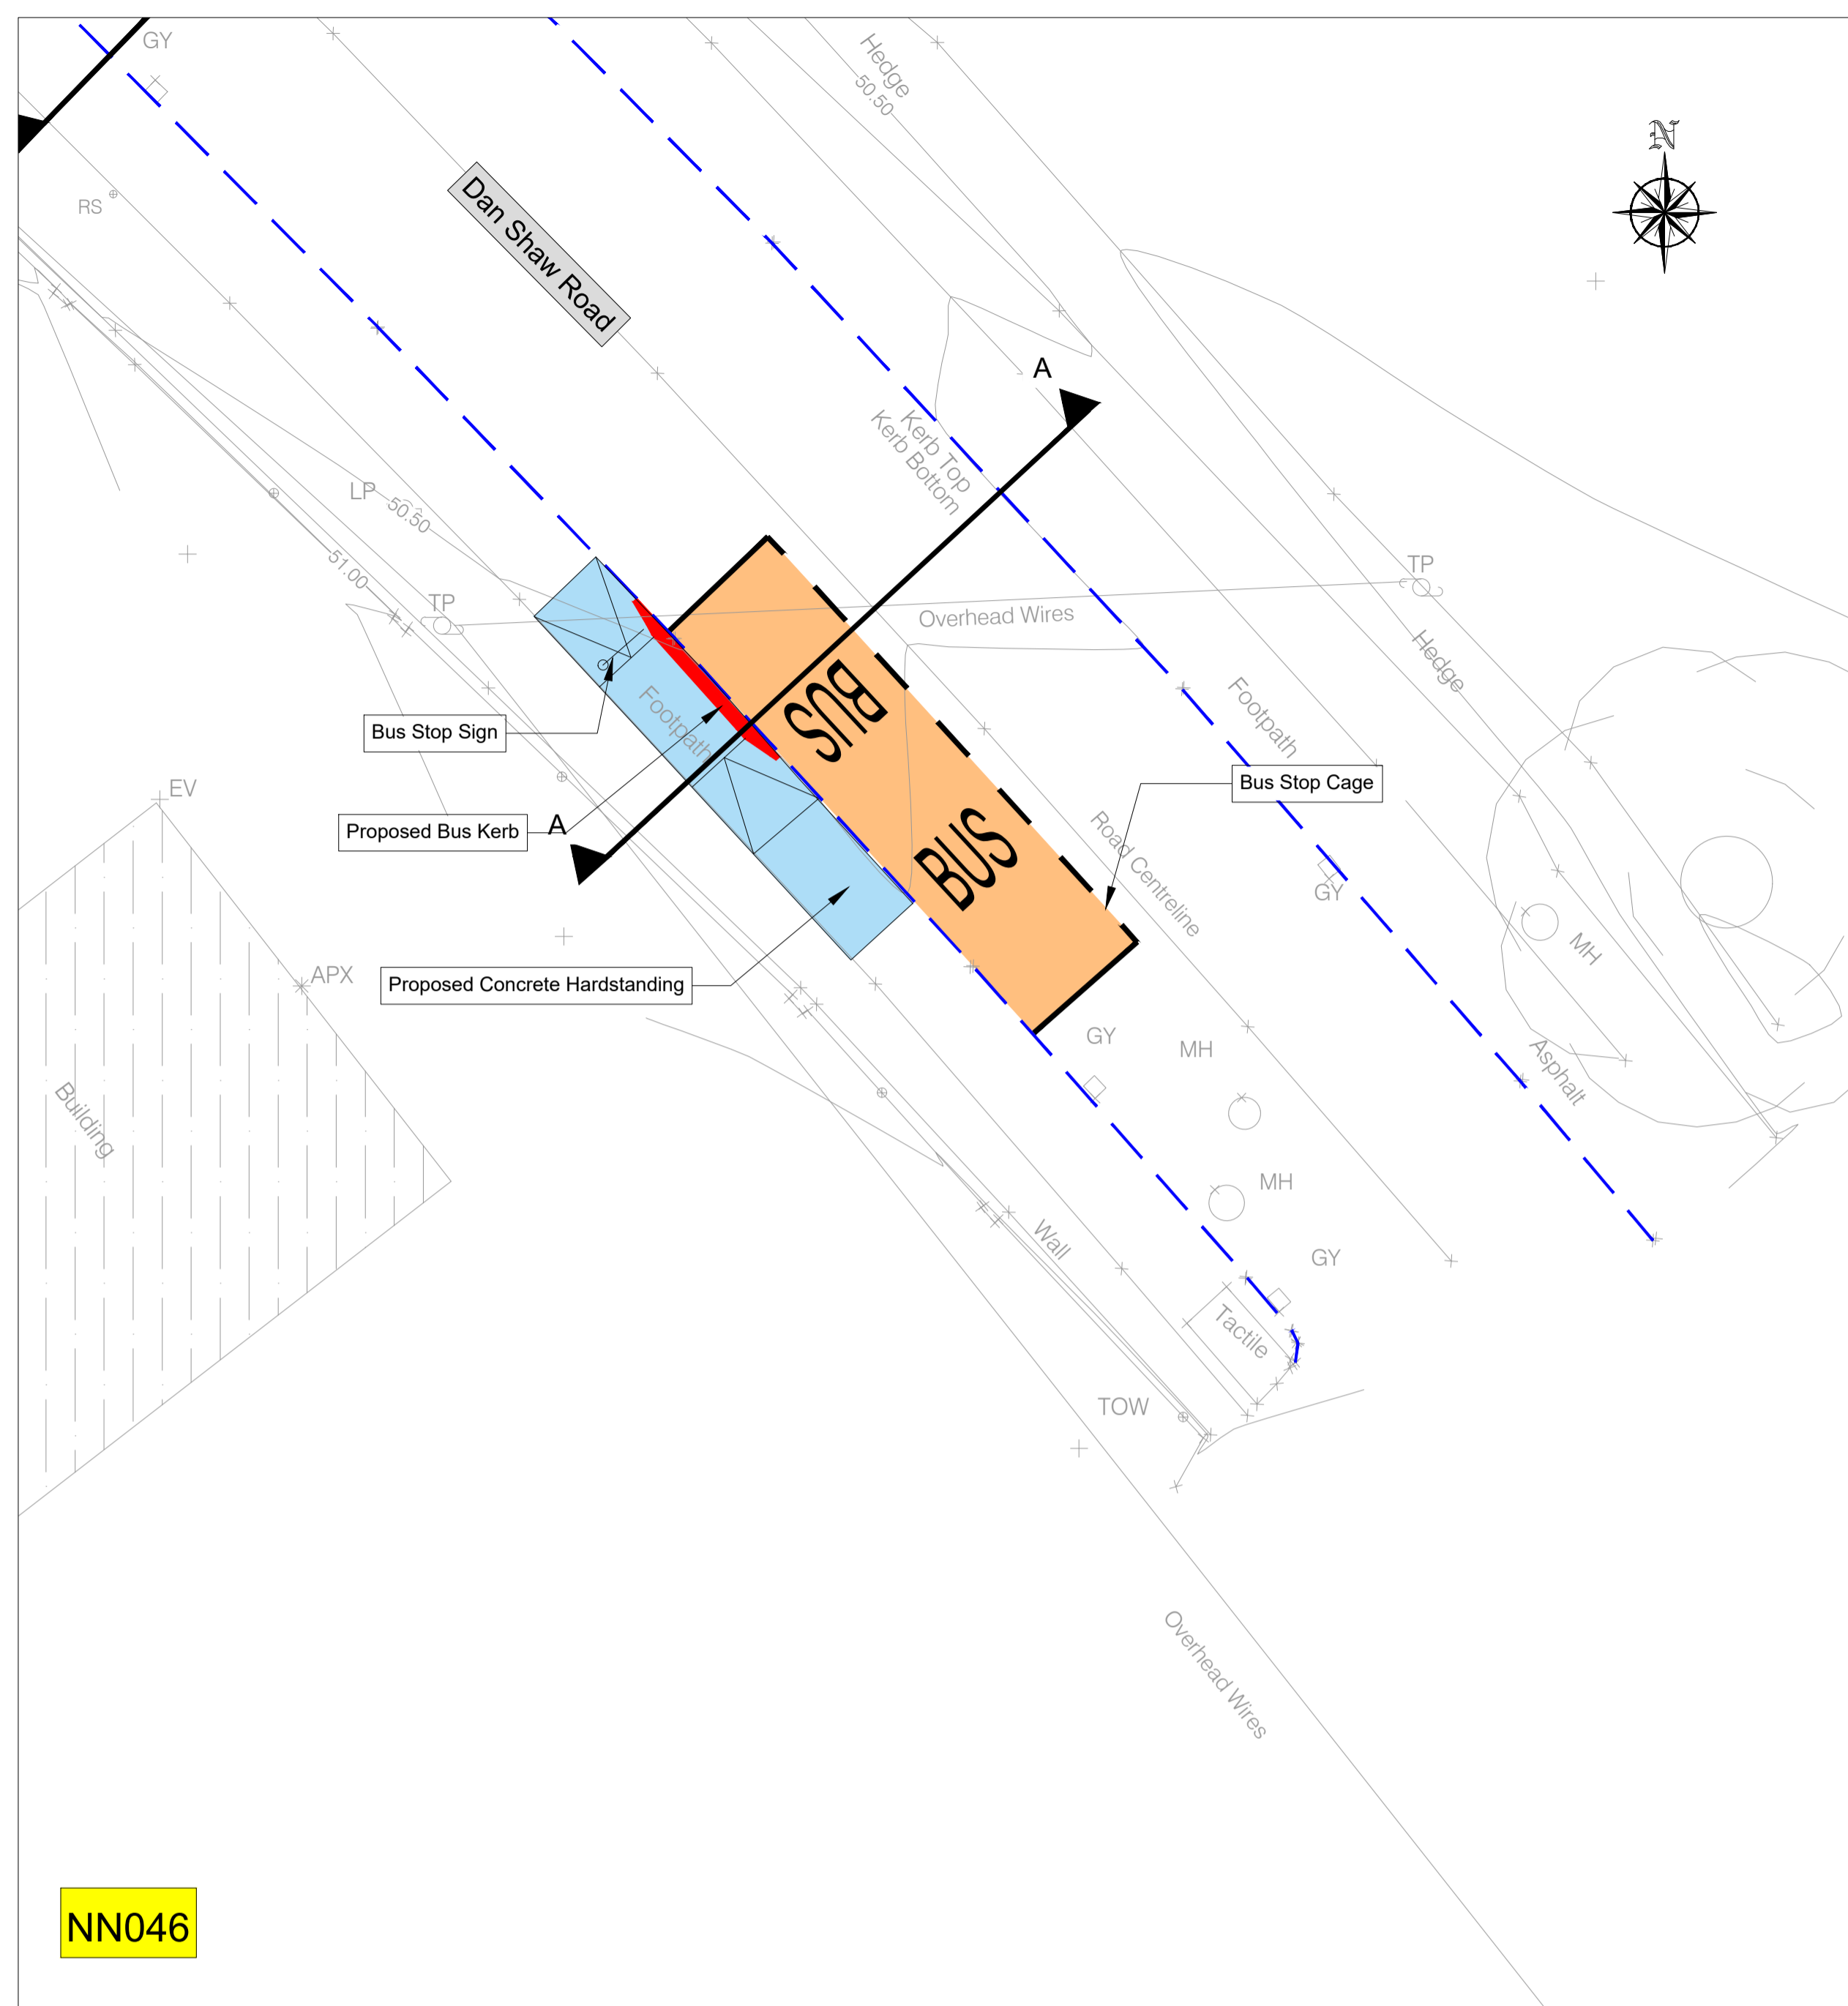 GY
Hedge
50.50
N
RS
Dan Shaw Road
A
Kerb Top
Kerb Bottom
LP
50.50
51.00
TP
TP
Overhead Wires
Hedge
BUS
Footpath
Footpath
Bus Stop Sign
EV
Bus Stop Cage
Proposed Bus Kerb
A
BUS
Road Centreline
GY
MH
APX
Proposed Concrete Hardstanding
GY
MH
Asphalt
Building
MH
Wall
GY
Tactile
TOW
Overhead Wires
NN046